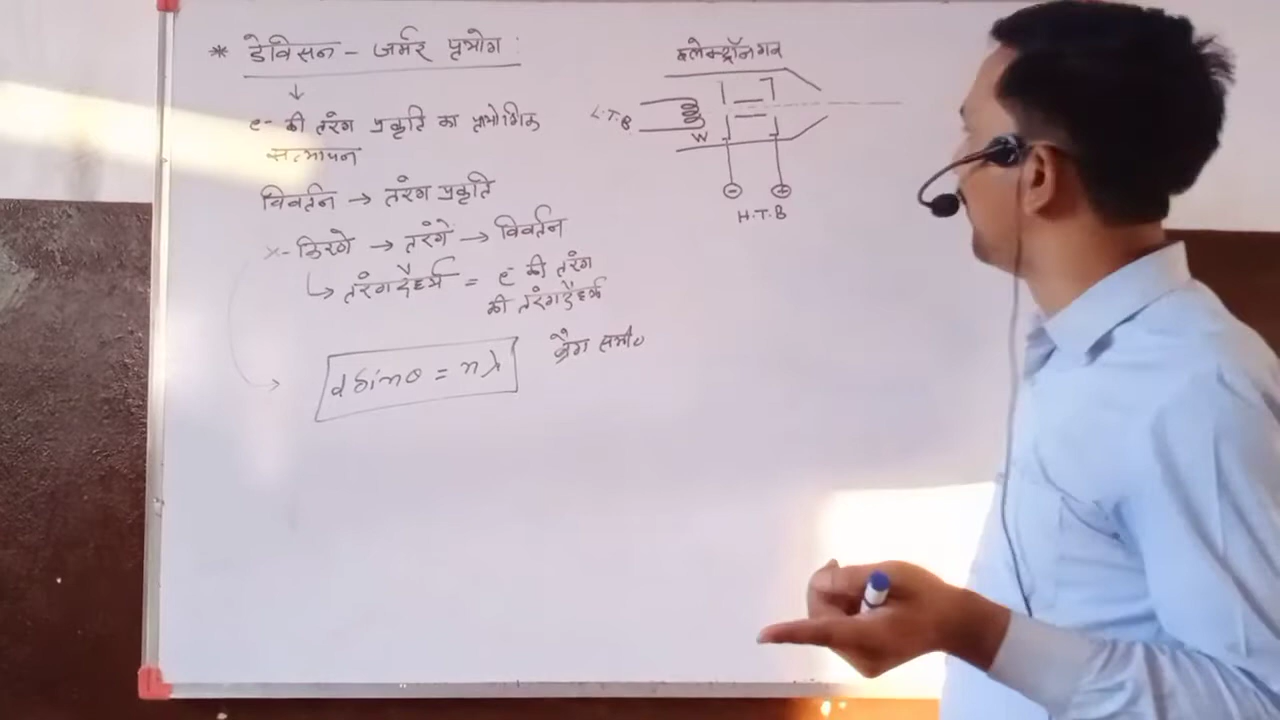 * डेविसन - जर्मर प्रयोग :
↓
e- की तरंग प्रकृति का प्रायोगिक
सत्यापन
विवर्तन → तरंग प्रकृति
x- किरणे → तरंगे → विवर्तन
↳ तरंगदैर्घ्य = e- की तरंग
की तरंगदैर्घ्य
d sinθ = nλ
ब्रैग समी०
इलेक्ट्रॉनगन
L.T.B
W
H.T.B